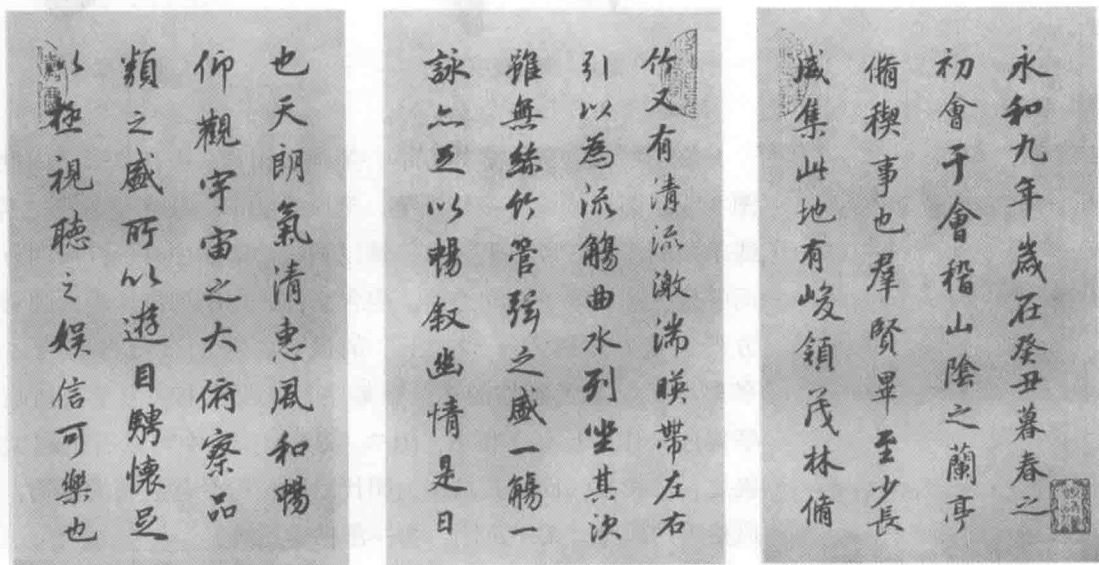 永和九年歲在癸丑暮春之
初會于會稽山陰之蘭亭
脩稧事也羣賢畢至少長
咸集此地有峻領茂林脩
竹又有清流激湍暎帶左右
引以為流觴曲水列坐其次
雖無絲竹管弦之盛一觴一
詠亦足以暢叙幽情是日
也天朗氣清惠風和暢
仰觀宇宙之大俯察品
類之盛所以遊目騁懷足
以極視聽之娛信可樂也